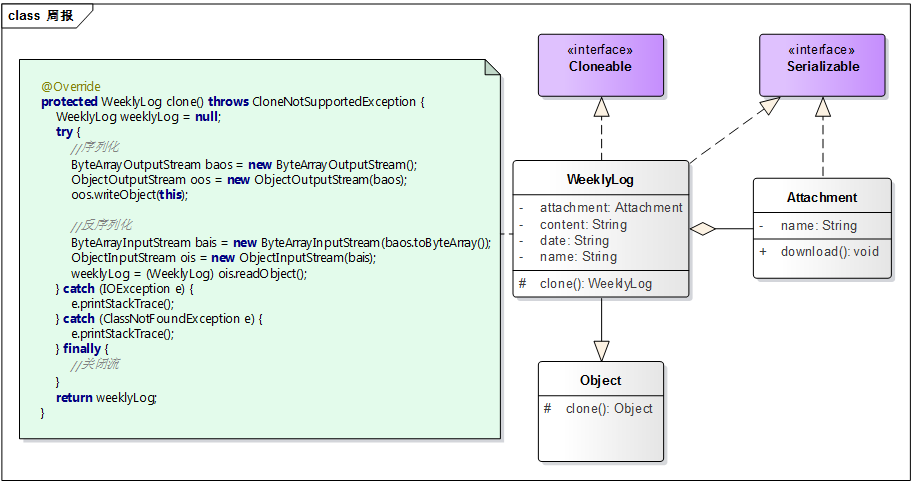 class 周报
@Override
protected WeeklyLog clone() throws CloneNotSupportedException {
WeeklyLog weeklyLog = null;
try {
//序列化
ByteArrayOutputStream baos = new ByteArrayOutputStream();
ObjectOutputStream oos = new ObjectOutputStream(baos);
oos.writeObject(this);
//反序列化
ByteArrayInputStream bais = new ByteArrayInputStream(baos.toByteArray());
ObjectInputStream ois = new ObjectInputStream(bais);
weeklyLog = (WeeklyLog) ois.readObject();
} catch (IOException e) {
e.printStackTrace();
} catch (ClassNotFoundException e) {
e.printStackTrace();
} finally {
//关闭流
}
return weeklyLog;
}
«interface»
Cloneable
«interface»
Serializable
WeeklyLog
- attachment: Attachment
- content: String
- date: String
- name: String
# clone(): WeeklyLog
Attachment
- name: String
+ download(): void
Object
# clone(): Object